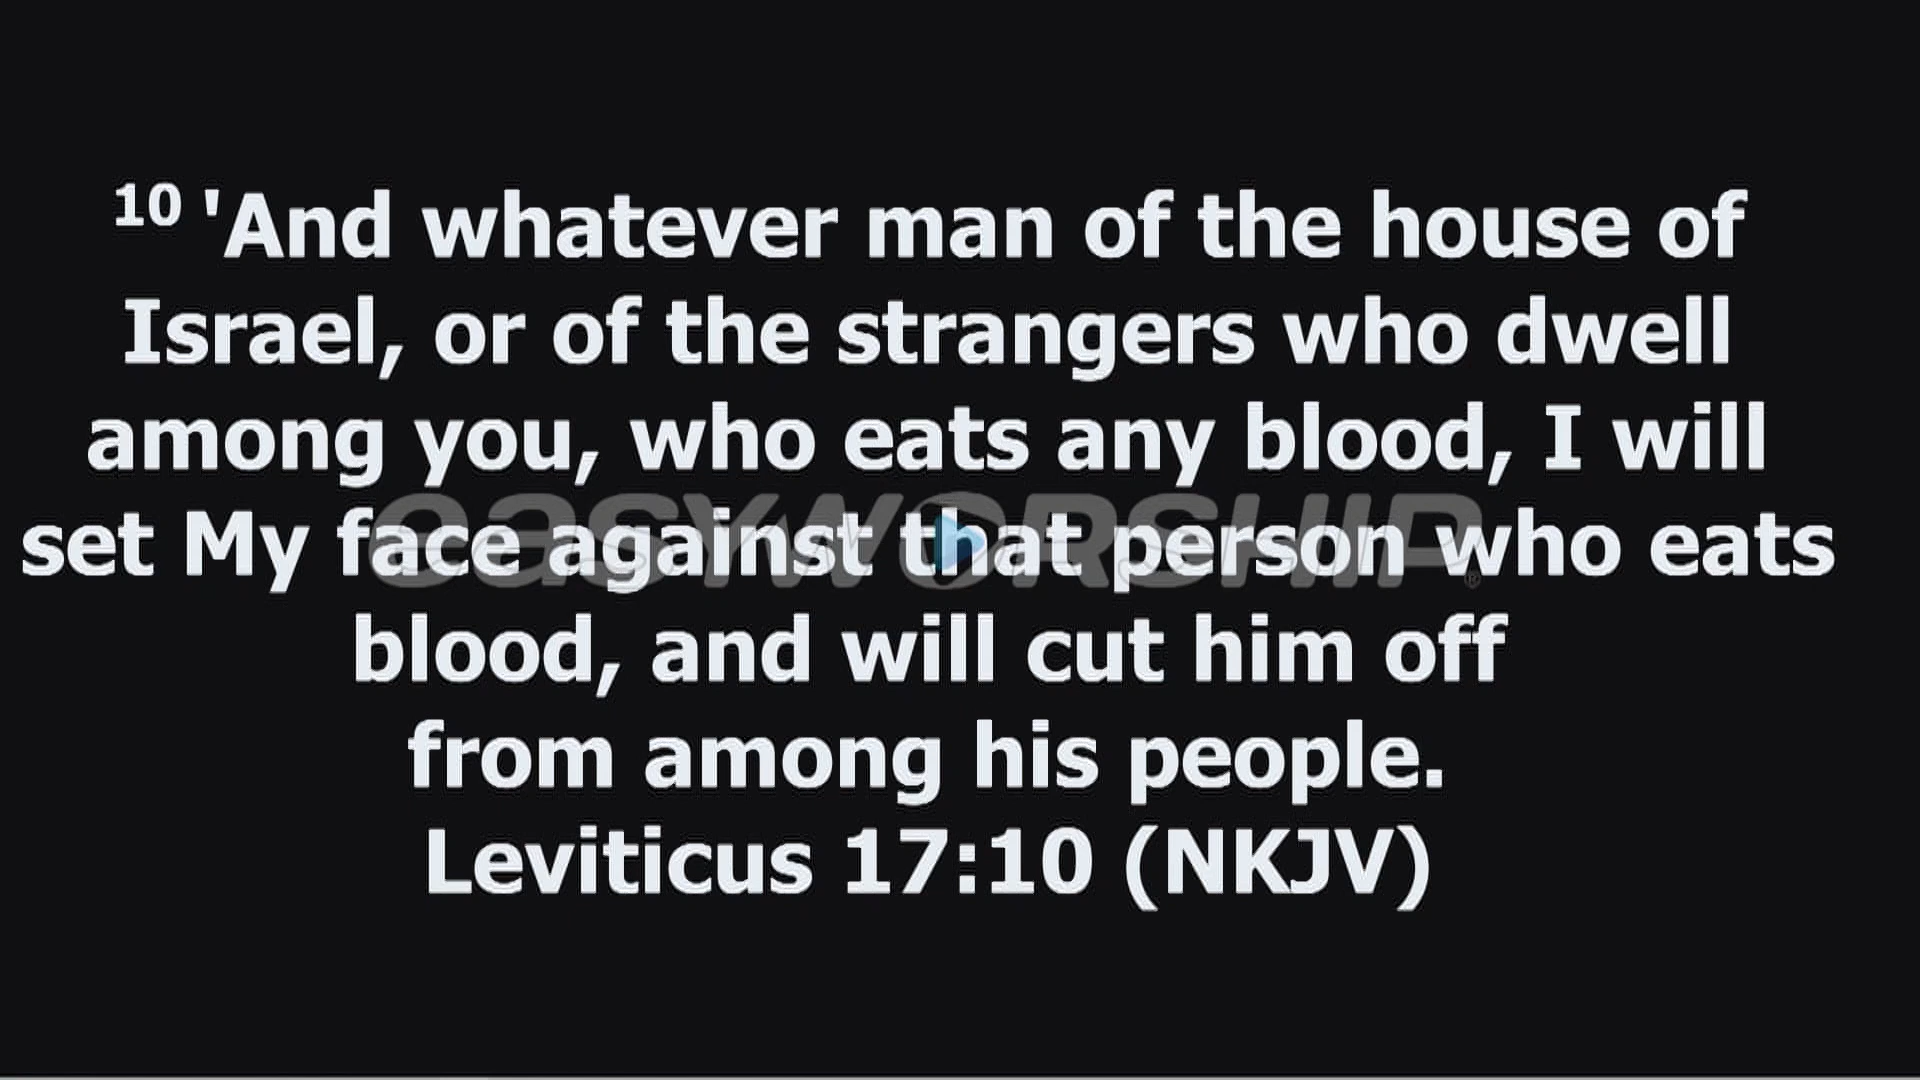 10 'And whatever man of the house of
Israel, or of the strangers who dwell
among you, who eats any blood, I will
set My face against that person who eats
easyworship®
blood, and will cut him off
from among his people.
Leviticus 17:10 (NKJV)